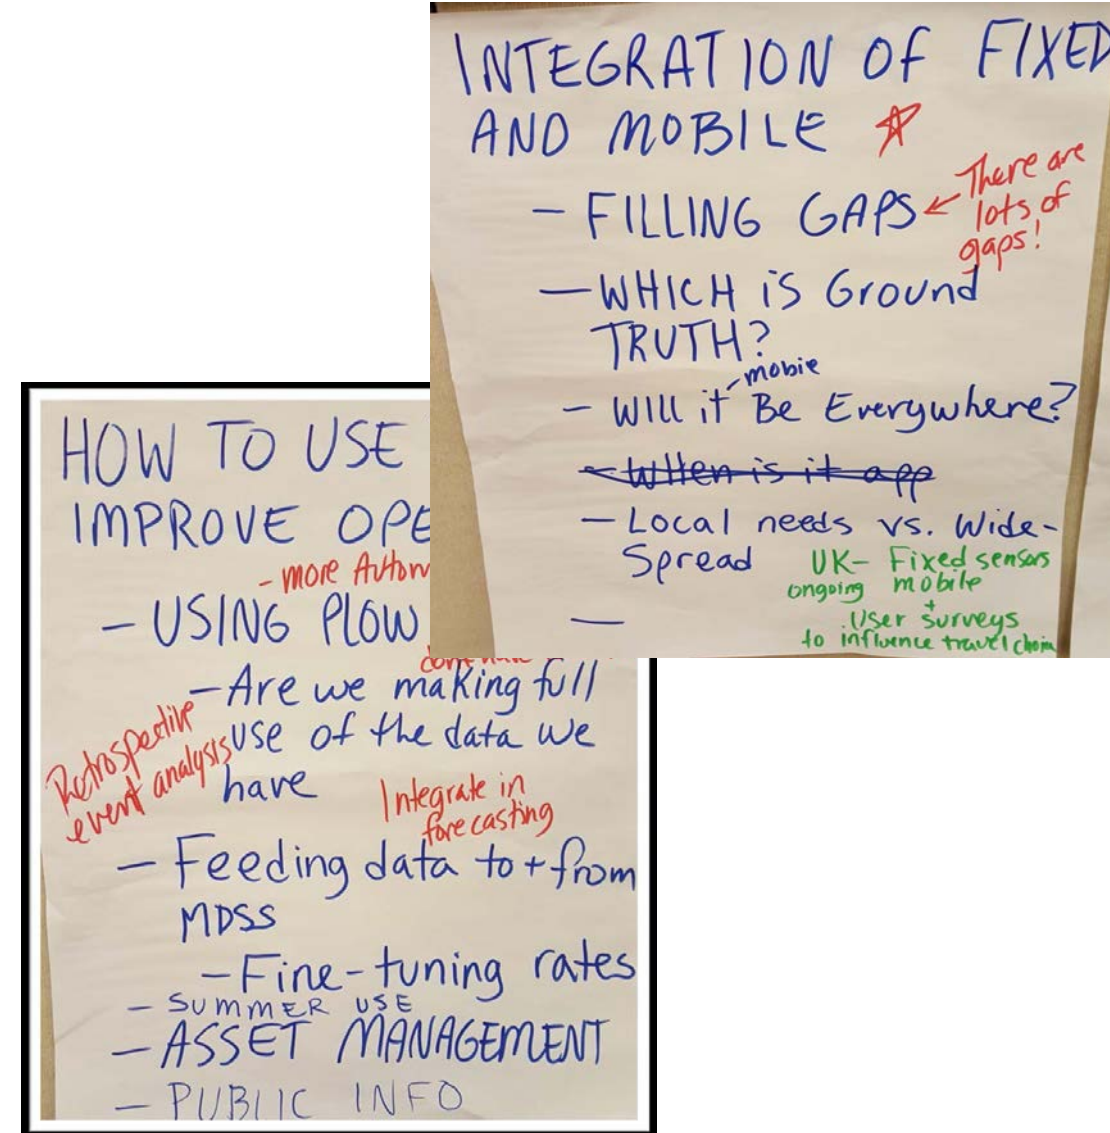 INTEGRATION OF FIXED
AND MOBILE
- FILLING GAPS ← There are
lots of
gaps!
- WHICH iS Ground
TRUTH?
mobie
- WILL it Be Everywhere?
- WHen is it app
- Local needs vs. Wide-
Spread
UK- Fixed sensors
ongoing mobile
+
User surveys
to influence travel
-
HOW TO USE
IMPROVE OPE
- more Autom
- USING PLOW
- Are we making full
use of the data we
have
Retrospective
event analysis
Integrate in
forecasting
- Feeding data to + from
MDSS
- Fine-tuning rates
- SUMMER USE
- ASSET MANAGEMENT
- PUBLIC INFO